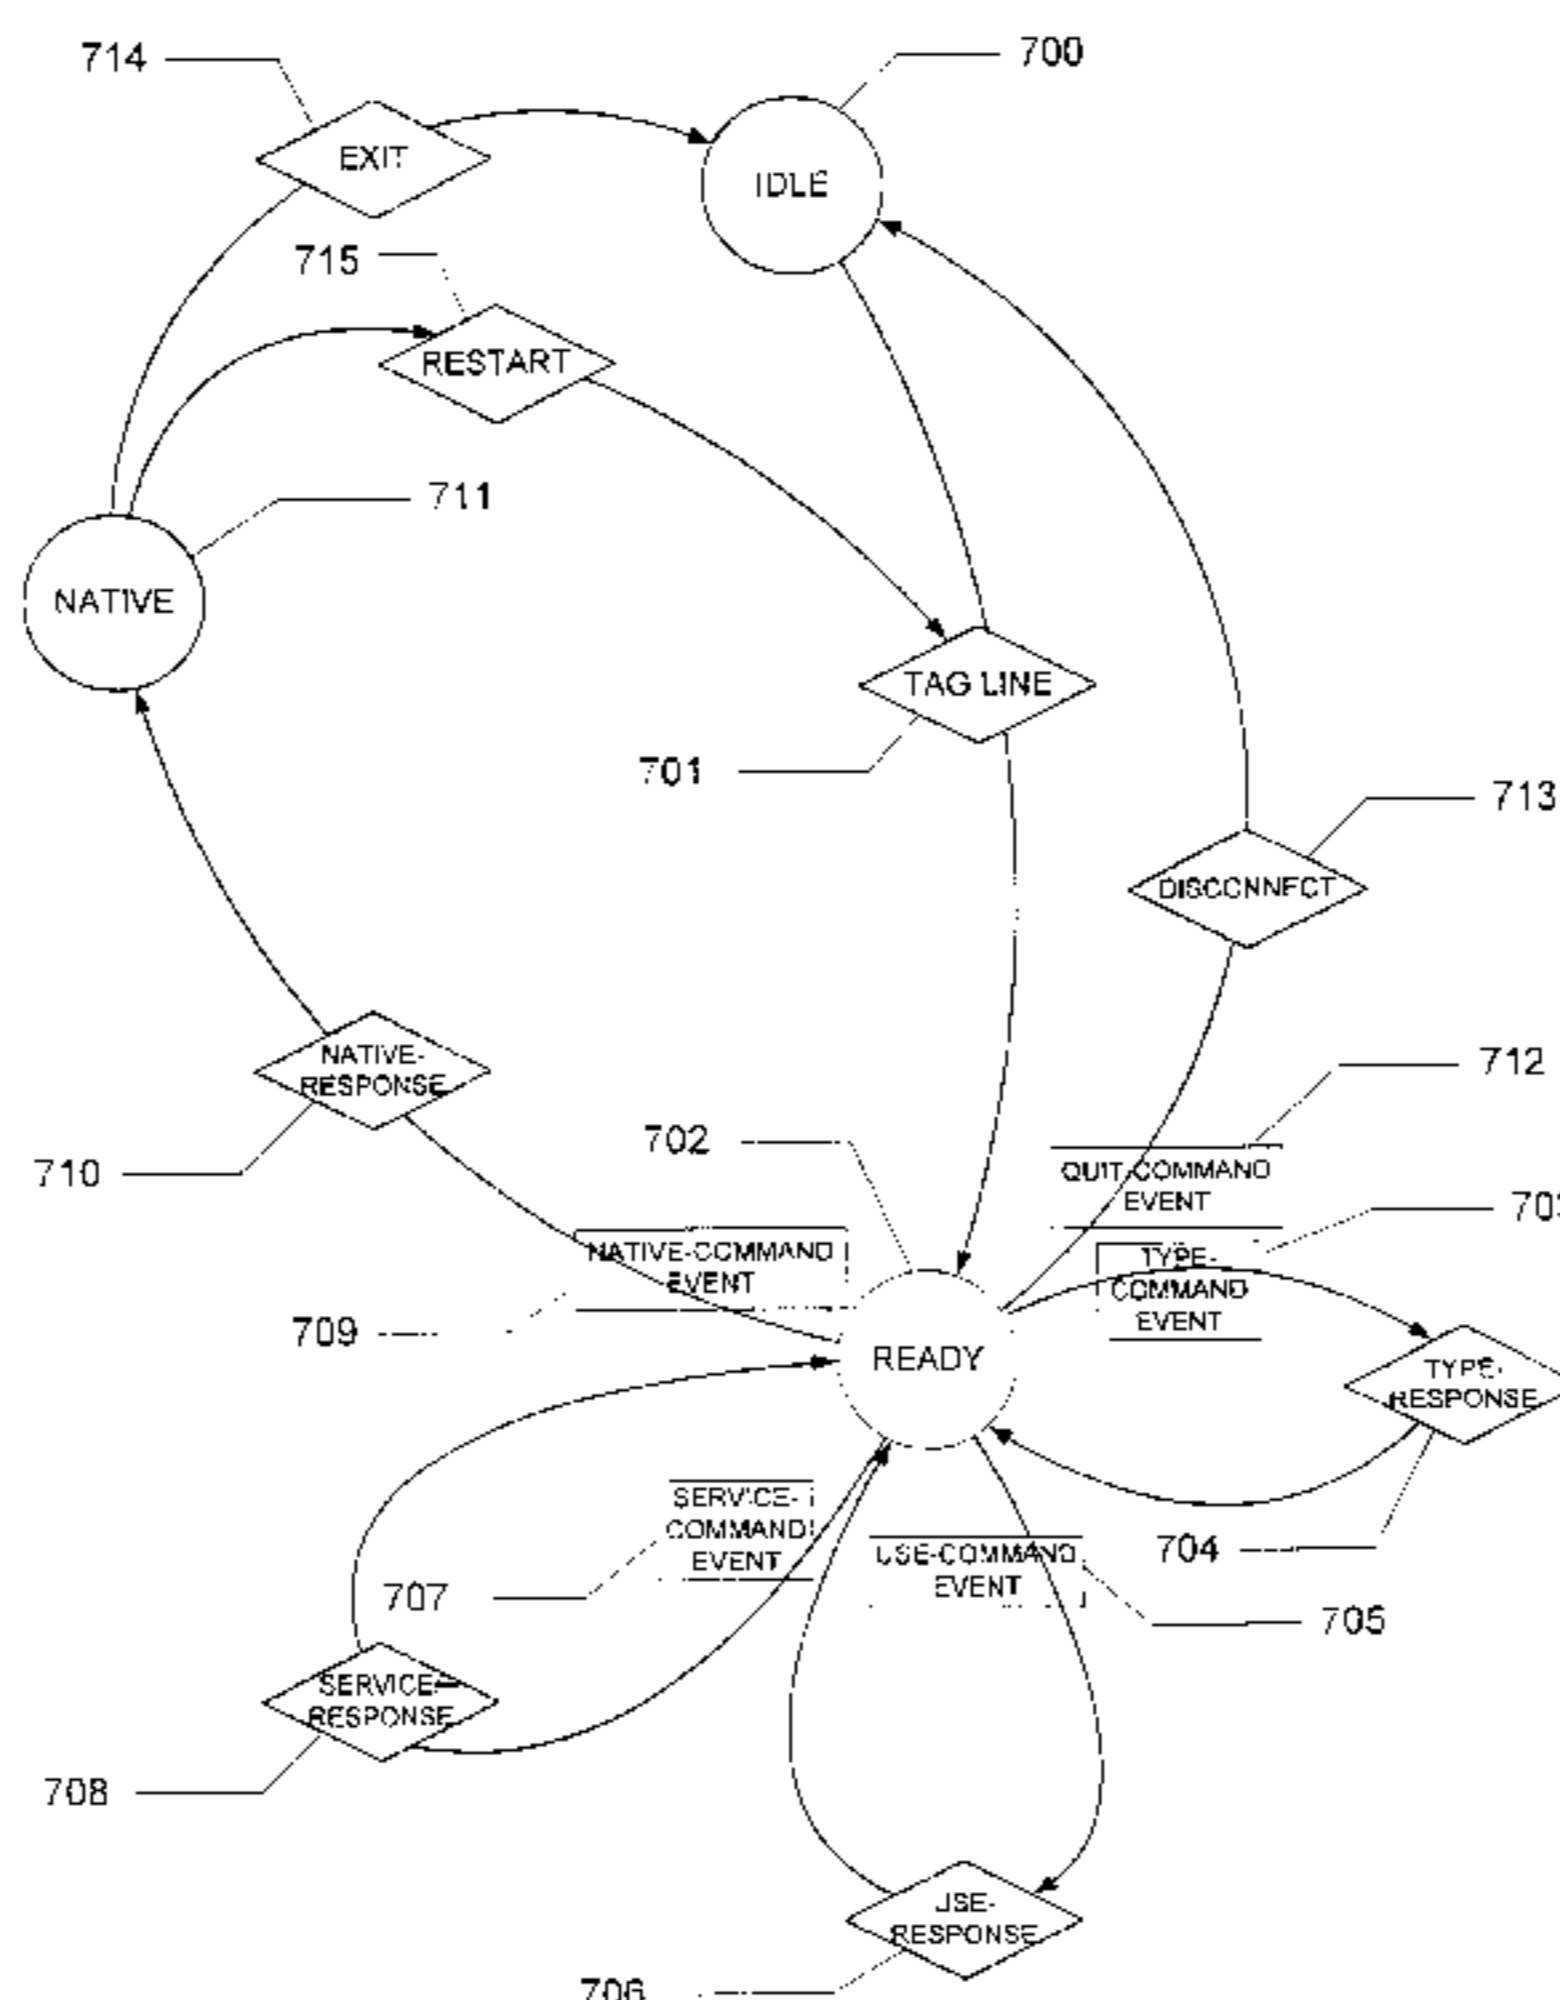 714
700
EXIT
IDLE
715
RESTART
711
NATIVE
TAG LINE
701
713
DISCONNECT
712
NATIVE-
RESPONSE
710
702
QUIT-COMMAND
EVENT
703
NATIVE-COMMAND
EVENT
TYPE-
COMMAND
EVENT
709
READY
TYPE-
RESPONSE
SERVICE-
COMMAND
EVENT
USE-COMMAND
EVENT
704
707
705
SERVICE-
RESPONSE
708
USE-
RESPONSE
706